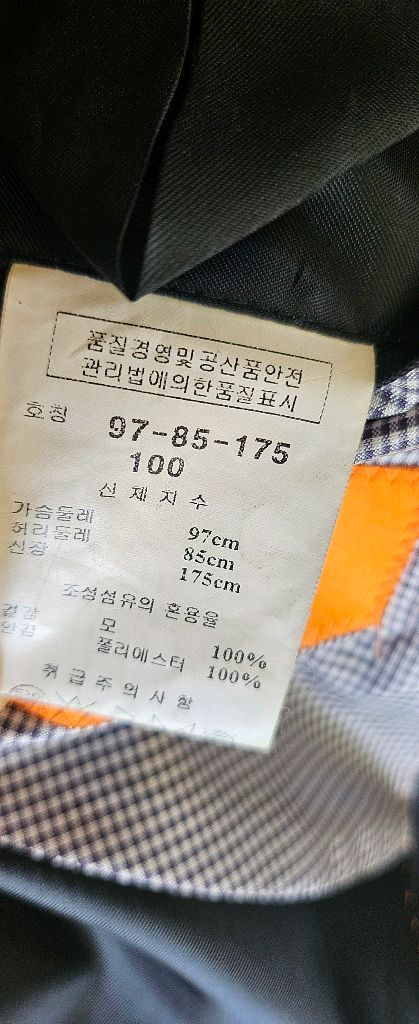 품질경영및공산품안전
관리법에의한품질표시
호칭 97-85-175
100
신 체 치 수
가슴둘레 97cm
허리둘레 85cm
신장 175cm
조성섬유의 혼용율
겉감 모 100%
안감 폴리에스터 100%
취 급 주 의 사 항